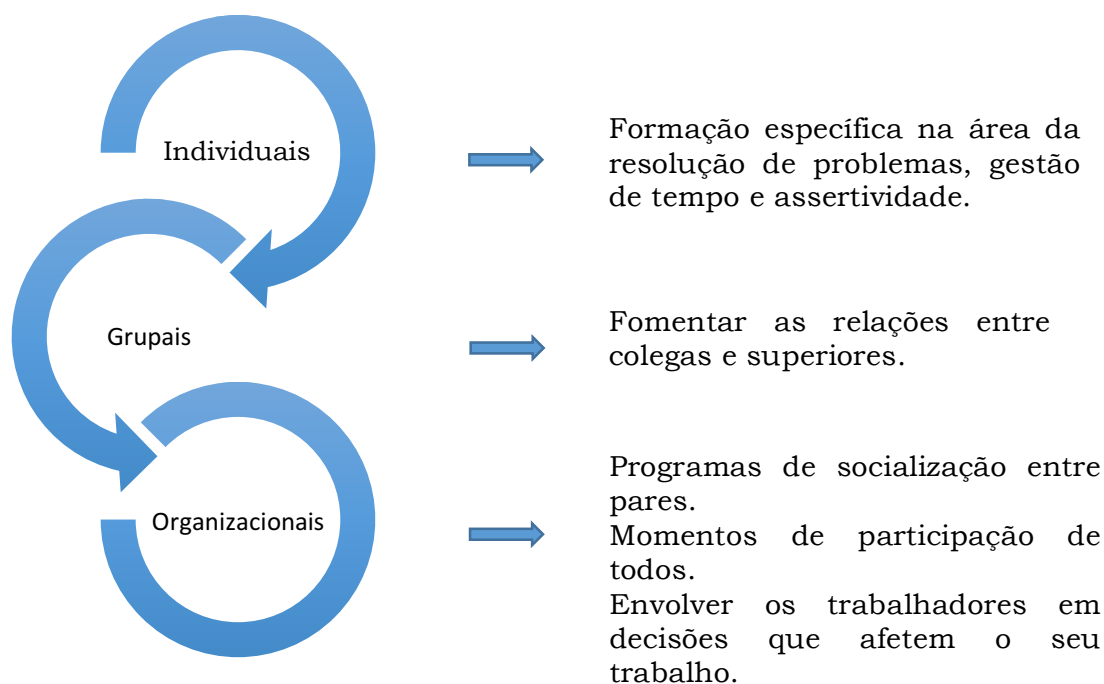 Individuais
Formação específica na área da
resolução de problemas, gestão
de tempo e assertividade.
Grupais
Fomentar as relações entre
colegas e superiores.
Organizacionais
Programas de socialização entre
pares.
Momentos de participação de
todos.
Envolver os trabalhadores em
decisões que afetem o seu
trabalho.